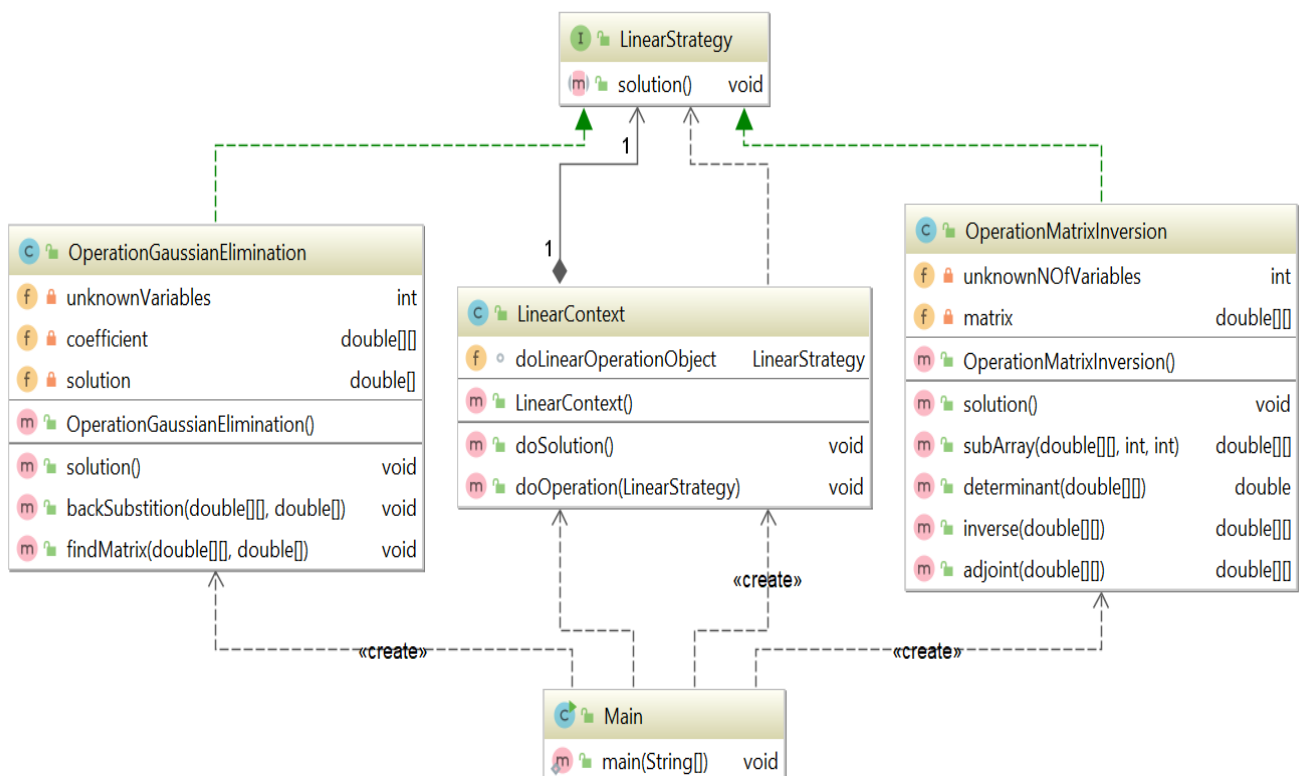 I LinearStrategy
m solution() void
1
1
C OperationGaussianElimination
f unknownVariables int
f coefficient double[][]
f solution double[]
m OperationGaussianElimination()
m solution() void
m backSubstition(double[][], double[]) void
m findMatrix(double[][], double[]) void
C LinearContext
f doLinearOperationObject LinearStrategy
m LinearContext()
m doSolution() void
m doOperation(LinearStrategy) void
C OperationMatrixInversion
f unknownNOfVariables int
f matrix double[][]
m OperationMatrixInversion()
m solution() void
m subArray(double[][], int, int) double[][]
m determinant(double[][]) double
m inverse(double[][]) double[][]
m adjoint(double[][]) double[][]
«create»
«create»
«create»
C Main
m main(String[]) void